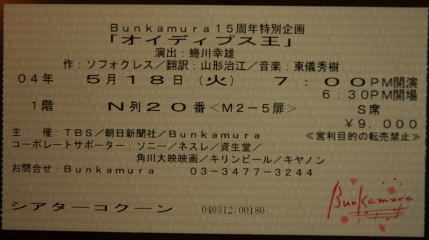 Bunkamura15周年特別企画
「オイディプス王」
演出：蜷川幸雄
作：ソフォクレス／翻訳：山形治江／音楽：東儀秀樹
04年 5月18日（火） 7：00PM開演
6：30PM開場
1階 N列20番＜M2－5扉＞ S席
￥9,000
主 催：TBS／朝日新聞社／Bunkamura ≪営利目的の転売禁止≫
コーポレートサポーター：ソニー／ネスレ／資生堂／
角川大映映画／キリンビール／キヤノン
お問合せ：Bunkamura 03－3477－3244
Bunkamura
シアターコクーン 040312:00180